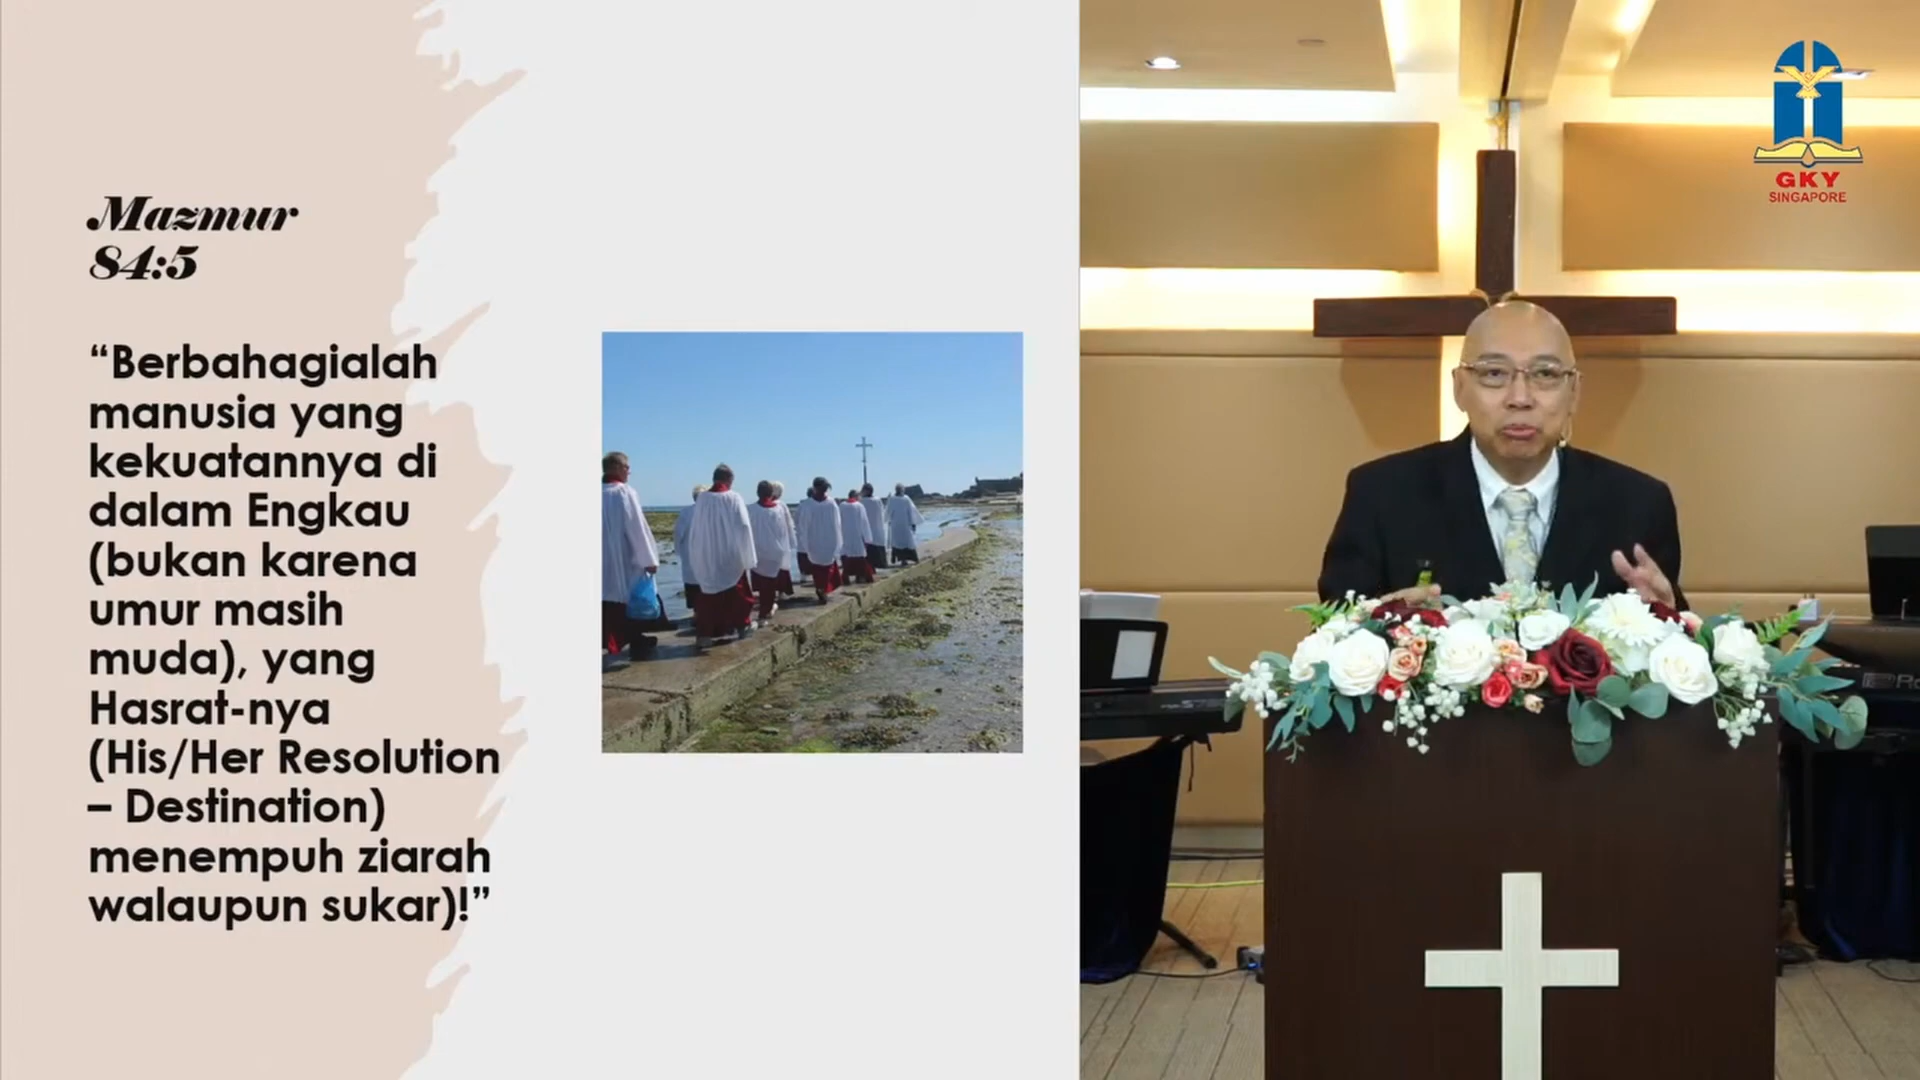 Mazmur
84:5
“Berbahagialah
manusia yang
kekuatannya di
dalam Engkau
(bukan karena
umur masih
muda), yang
Hasrat-nya
(His/Her Resolution
– Destination)
menempuh ziarah
walaupun sukar)!”
GKY
SINGAPORE